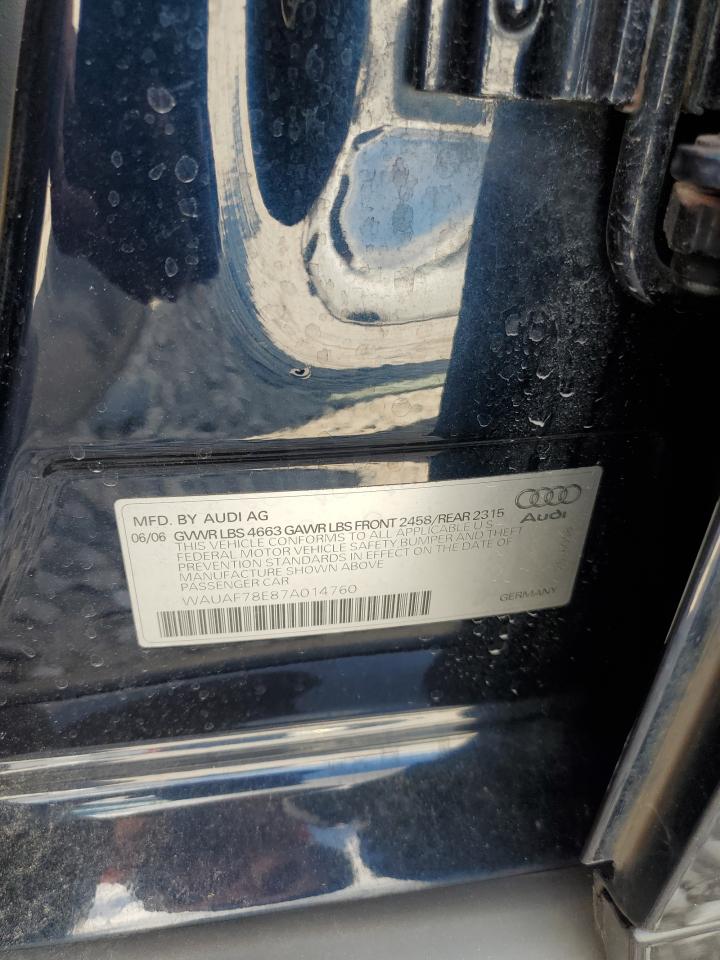 MFD. BY AUDI AG
Audi
06/06 GVWR LBS 4663 GAWR LBS FRONT 2458/REAR 2315
THIS VEHICLE CONFORMS TO ALL APPLICABLE U.S.
FEDERAL MOTOR VEHICLE SAFETY BUMPER AND THEFT
PREVENTION STANDARDS IN EFFECT ON THE DATE OF
MANUFACTURE SHOWN ABOVE
PASSENGER CAR
WAUAF78E87A014760
GERMANY